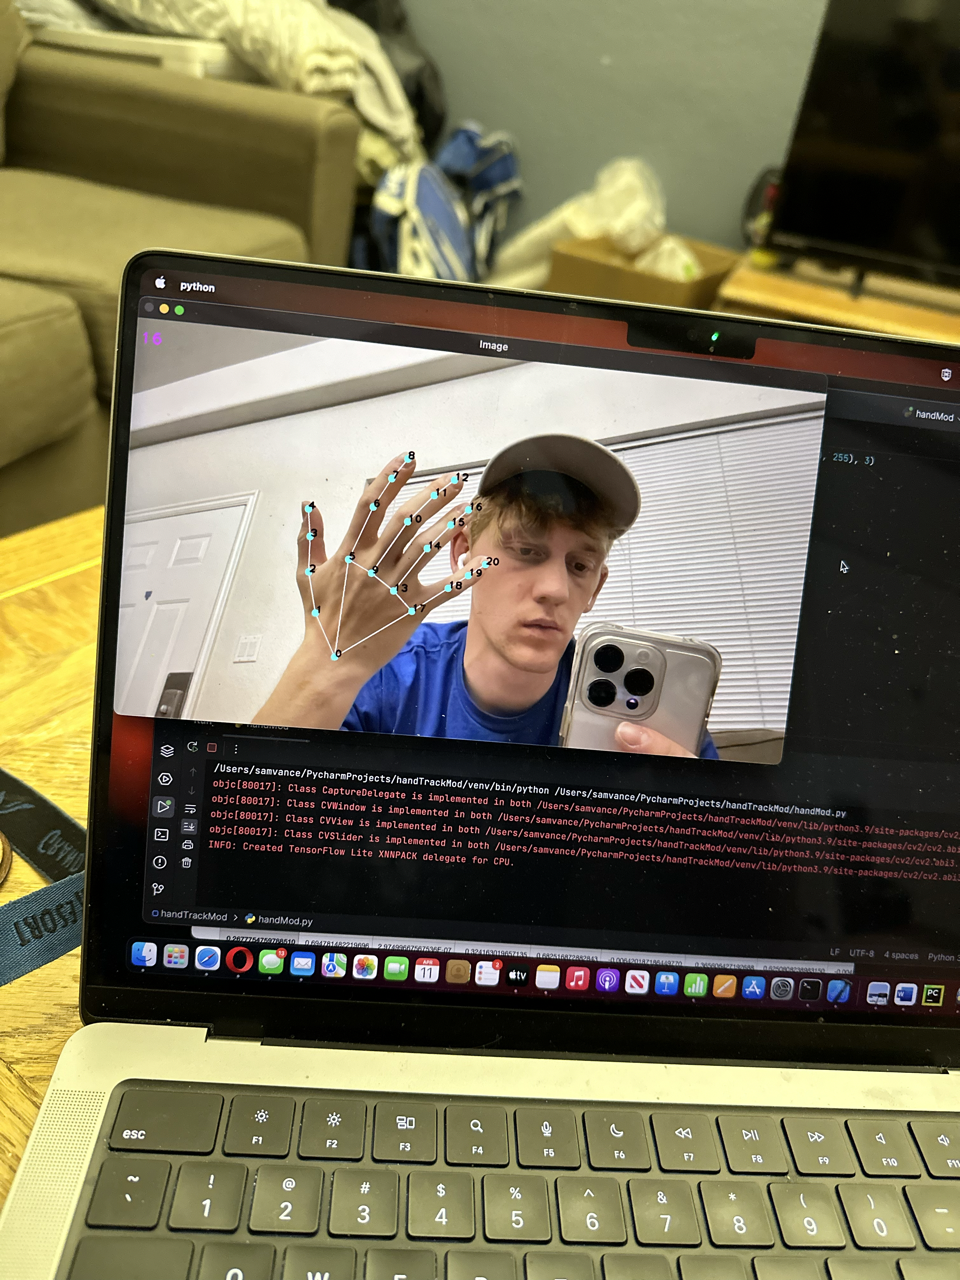 python
16
Image
handMod
, 255), 3)
8
7
12
11
4
6
16
10
15
3
14
5
20
9
19
2
13
18
1
17
0
/Users/samvance/PycharmProjects/handTrackMod/venv/bin/python /Users/samvance/PycharmProjects/handTrackMod/handMod.py
objc[80017]: Class CaptureDelegate is implemented in both /Users/samvance/PycharmProjects/handTrackMod/venv/lib/python3.9/site-packages/cv2
objc[80017]: Class CVWindow is implemented in both /Users/samvance/PycharmProjects/handTrackMod/venv/lib/python3.9/site-packages/cv2/cv2.abi
objc[80017]: Class CVView is implemented in both /Users/samvance/PycharmProjects/handTrackMod/venv/lib/python3.9/site-packages/cv2/cv2.abi3.
objc[80017]: Class CVSlider is implemented in both /Users/samvance/PycharmProjects/handTrackMod/venv/lib/python3.9/site-packages/cv2/cv2.abi3
INFO: Created TensorFlow Lite XNNPACK delegate for CPU.
handTrackMod > handMod.py
LF UTF-8 4 spaces Python 3
APR
11
tv
PC
RESORT
esc F1 F2 F3 F4 F5 F6 F7 F8 F9 F10 F11
~ ! @ # $ % ^ & * ( ) _
` 1 2 3 4 5 6 7 8 9 0 -
Q W E